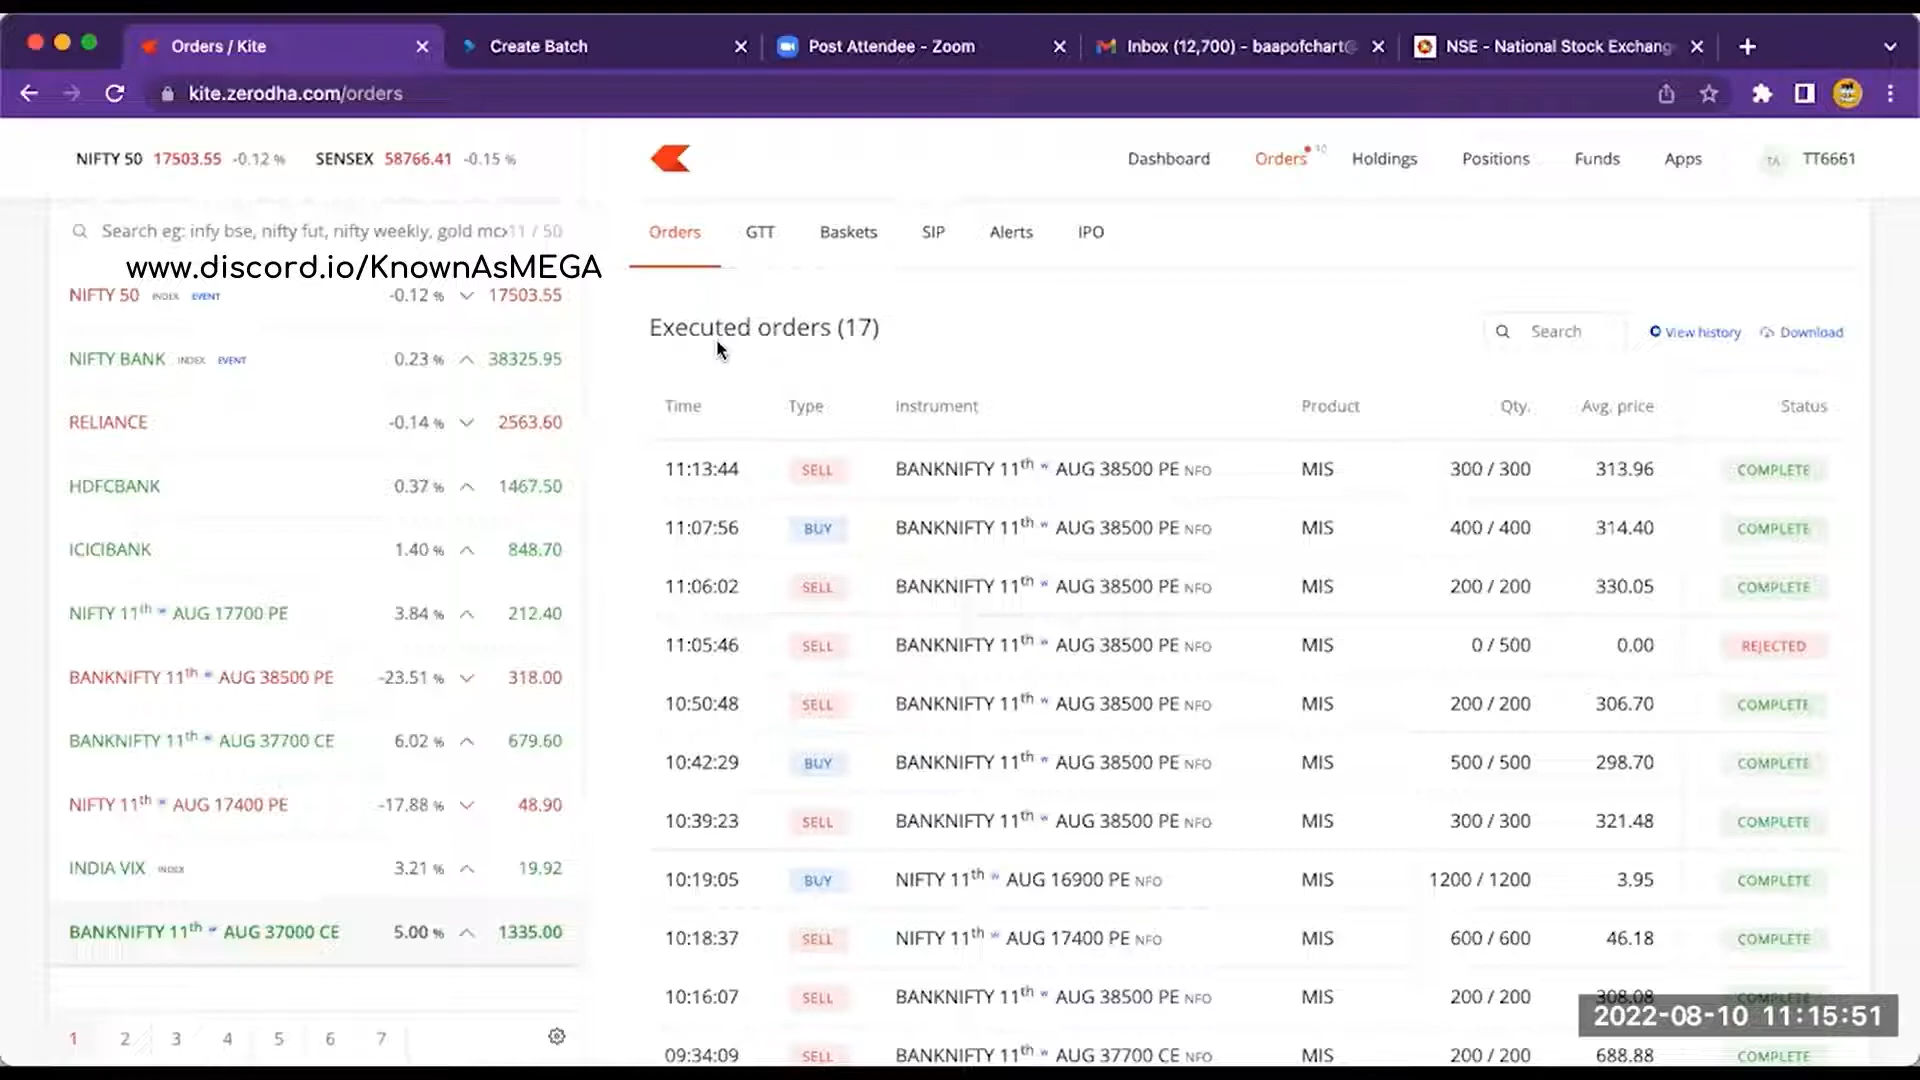 Orders / Kite
Create Batch
Post Attendee - Zoom
Inbox (12,700) - baapofchart@
NSE - National Stock Exchang
kite.zerodha.com/orders
NIFTY 50 17503.55 -0.12 % SENSEX 58766.41 -0.15 %
Dashboard Orders 10 Holdings Positions Funds Apps TA TT6661
Search eg: infy bse, nifty fut, nifty weekly, gold mcx 11 / 50
www.discord.io/KnownAsMEGA
NIFTY 50 INDEX EVENT -0.12 % 17503.55
NIFTY BANK INDEX EVENT 0.23 % 38325.95
RELIANCE -0.14 % 2563.60
HDFCBANK 0.37 % 1467.50
ICICIBANK 1.40 % 848.70
NIFTY 11th w AUG 17700 PE 3.84 % 212.40
BANKNIFTY 11th w AUG 38500 PE -23.51 % 318.00
BANKNIFTY 11th w AUG 37700 CE 6.02 % 679.60
NIFTY 11th w AUG 17400 PE -17.88 % 48.90
INDIA VIX INDEX 3.21 % 19.92
BANKNIFTY 11th w AUG 37000 CE 5.00 % 1335.00
1 2 3 4 5 6 7
Orders GTT Baskets SIP Alerts IPO
Executed orders (17)
Search View history Download
Time Type Instrument Product Qty. Avg. price Status
11:13:44 SELL BANKNIFTY 11th w AUG 38500 PE NFO MIS 300 / 300 313.96 COMPLETE
11:07:56 BUY BANKNIFTY 11th w AUG 38500 PE NFO MIS 400 / 400 314.40 COMPLETE
11:06:02 SELL BANKNIFTY 11th w AUG 38500 PE NFO MIS 200 / 200 330.05 COMPLETE
11:05:46 SELL BANKNIFTY 11th w AUG 38500 PE NFO MIS 0 / 500 0.00 REJECTED
10:50:48 SELL BANKNIFTY 11th w AUG 38500 PE NFO MIS 200 / 200 306.70 COMPLETE
10:42:29 BUY BANKNIFTY 11th w AUG 38500 PE NFO MIS 500 / 500 298.70 COMPLETE
10:39:23 SELL BANKNIFTY 11th w AUG 38500 PE NFO MIS 300 / 300 321.48 COMPLETE
10:19:05 BUY NIFTY 11th w AUG 16900 PE NFO MIS 1200 / 1200 3.95 COMPLETE
10:18:37 SELL NIFTY 11th w AUG 17400 PE NFO MIS 600 / 600 46.18 COMPLETE
10:16:07 SELL BANKNIFTY 11th w AUG 38500 PE NFO MIS 200 / 200 308.08 COMPLETE
2022-08-10 11:15:51
09:34:09 SELL BANKNIFTY 11th w AUG 37700 CE NFO MIS 200 / 200 688.88 COMPLETE